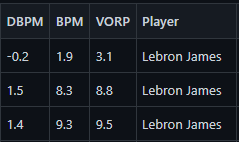 DBPM BPM VORP Player
-0.2 1.9 3.1 Lebron James
1.5 8.3 8.8 Lebron James
1.4 9.3 9.5 Lebron James